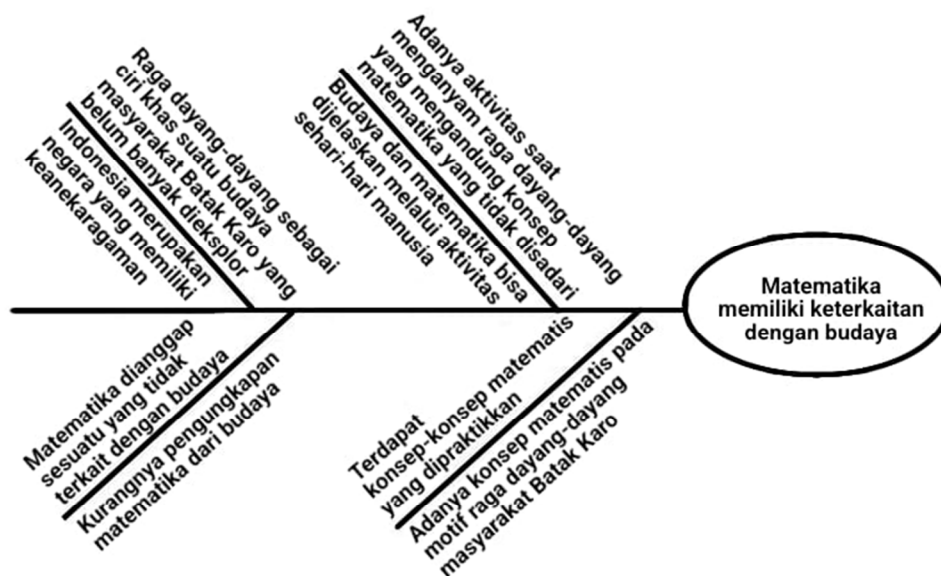 Raga dayang-dayang sebagai
ciri khas suatu budaya
masyarakat Batak Karo yang
belum banyak dieksplor
Indonesia merupakan
negara yang memiliki
keanekaragaman
Adanya aktivitas saat
menganyam raga dayang-dayang
yang mengandung konsep
matematika yang tidak disadari
Budaya dan matematika bisa
dijelaskan melalui aktivitas
sehari-hari manusia
Matematika
memiliki keterkaitan
dengan budaya
Matematika dianggap
sesuatu yang tidak
terkait dengan budaya
Kurangnya pengungkapan
matematika dari budaya
Terdapat
konsep-konsep matematis
yang dipraktikkan
Adanya konsep matematis pada
motif raga dayang-dayang
masyarakat Batak Karo